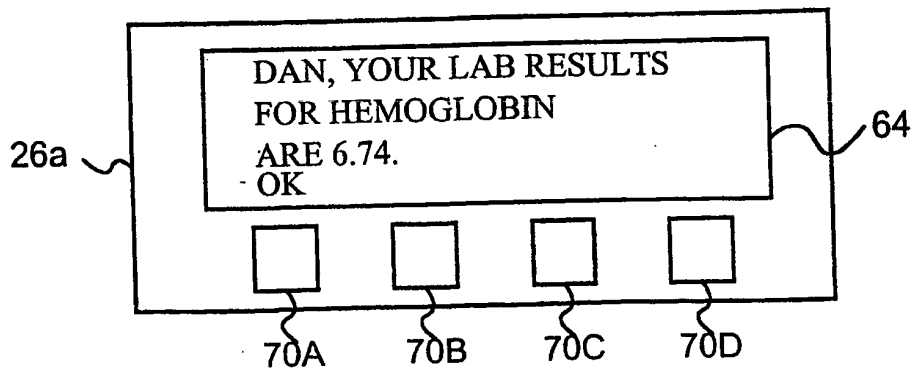 DAN, YOUR LAB RESULTS
FOR HEMOGLOBIN
ARE 6.74.
OK
26a
64
70A
70B
70C
70D